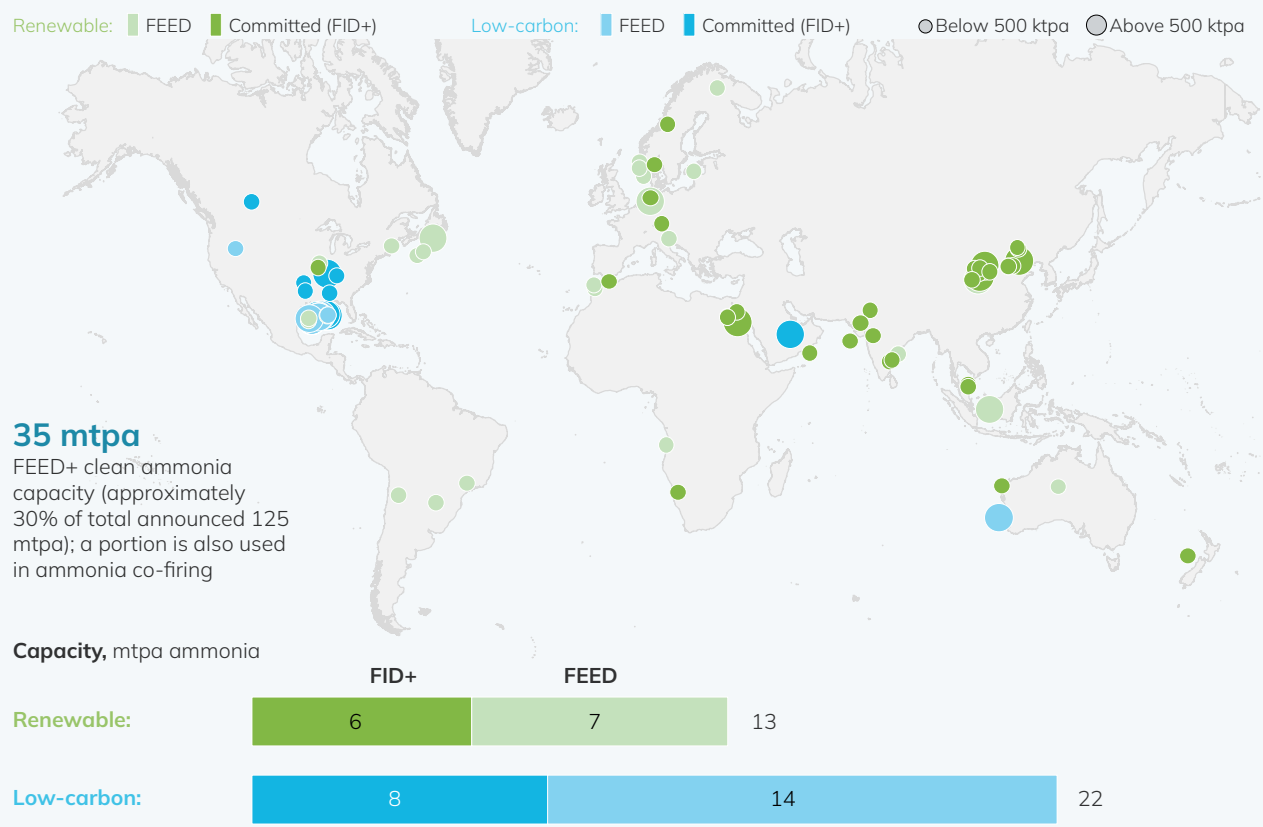 Renewable: FEED Committed (FID+) Low-carbon: FEED Committed (FID+) Below 500 ktpa Above 500 ktpa
35 mtpa
FEED+ clean ammonia
capacity (approximately
30% of total announced 125
mtpa); a portion is also used
in ammonia co-firing
Capacity, mtpa ammonia
FID+ FEED
Renewable: 6 7 13
Low-carbon: 8 14 22